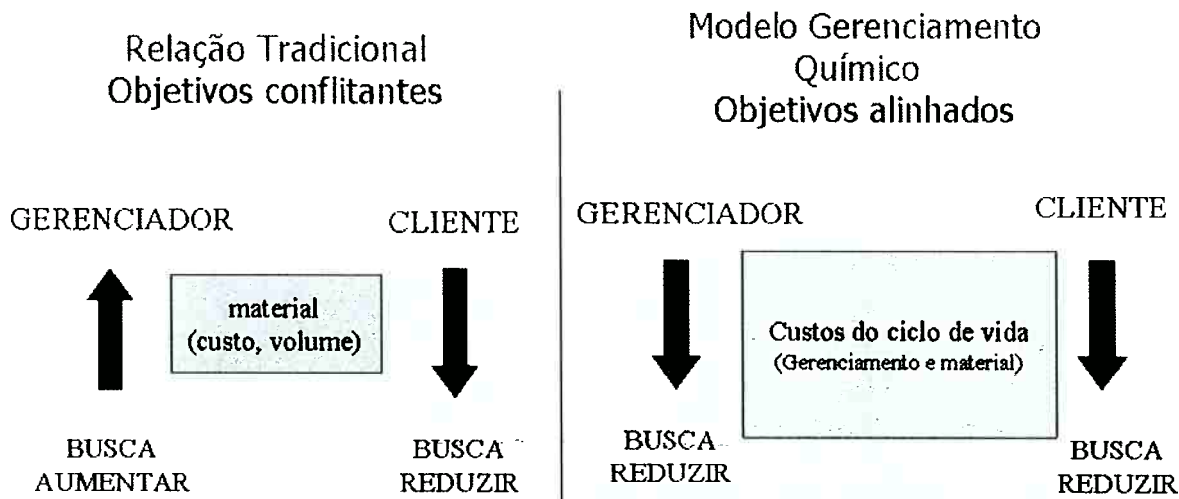 Relação Tradicional
Objetivos conflitantes
GERENCIADOR
CLIENTE
material
(custo, volume)
BUSCA
AUMENTAR
BUSCA
REDUZIR
Modelo Gerenciamento
Químico
Objetivos alinhados
GERENCIADOR
CLIENTE
Custos do ciclo de vida
(Gerenciamento e material)
BUSCA
REDUZIR
BUSCA
REDUZIR